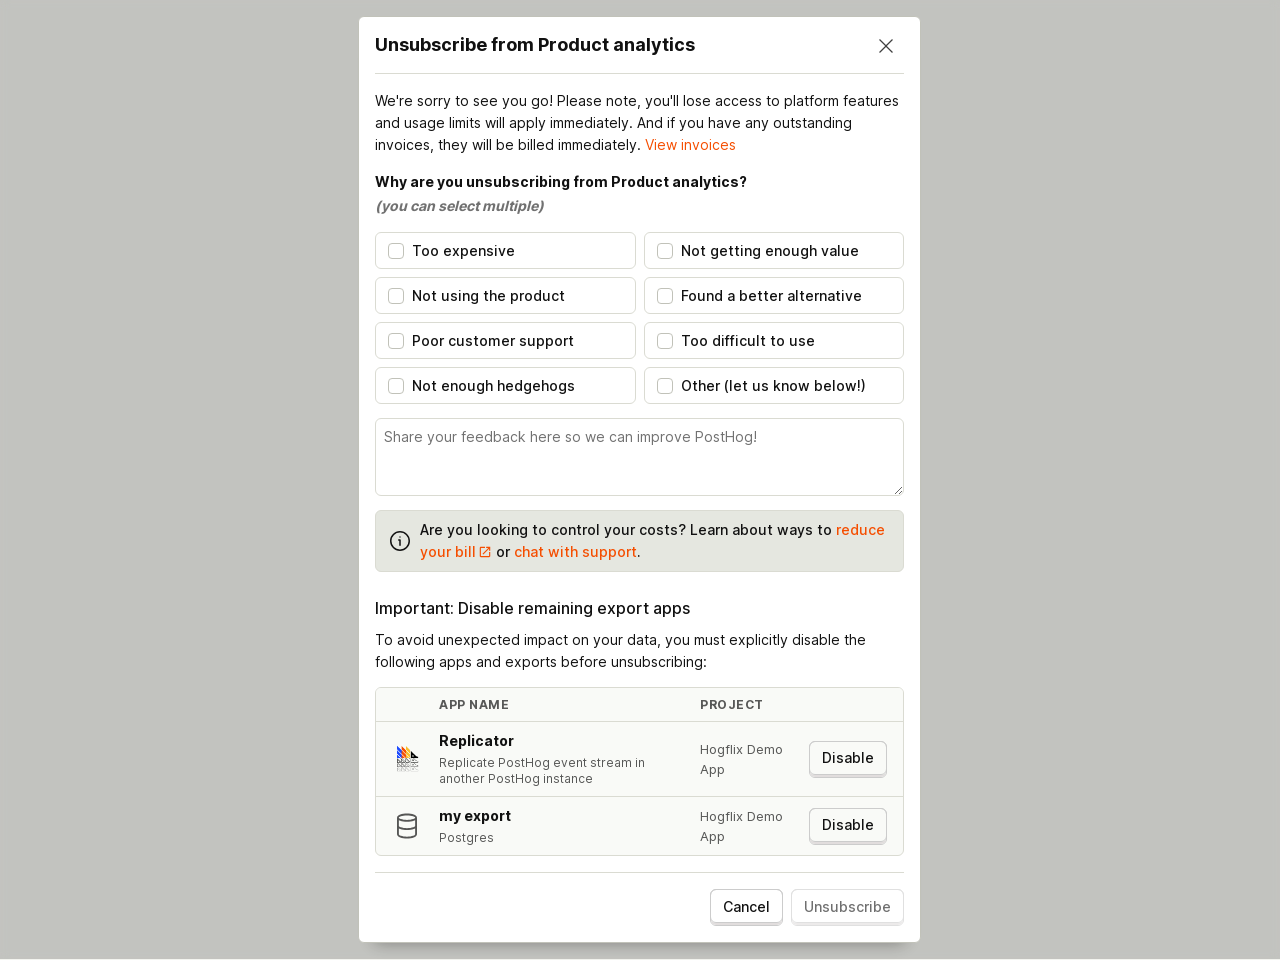 Unsubscribe from Product analytics
We're sorry to see you go! Please note, you'll lose access to platform features
and usage limits will apply immediately. And if you have any outstanding
invoices, they will be billed immediately. View invoices
Why are you unsubscribing from Product analytics?
(you can select multiple)
Too expensive
Not getting enough value
Not using the product
Found a better alternative
Poor customer support
Too difficult to use
Not enough hedgehogs
Other (let us know below!)
Share your feedback here so we can improve PostHog!
Are you looking to control your costs? Learn about ways to reduce
your bill or chat with support.
Important: Disable remaining export apps
To avoid unexpected impact on your data, you must explicitly disable the
following apps and exports before unsubscribing:
APP NAME
PROJECT
Replicator
Replicate PostHog event stream in
another PostHog instance
Hogflix Demo
App
Disable
my export
Postgres
Hogflix Demo
App
Disable
Cancel
Unsubscribe